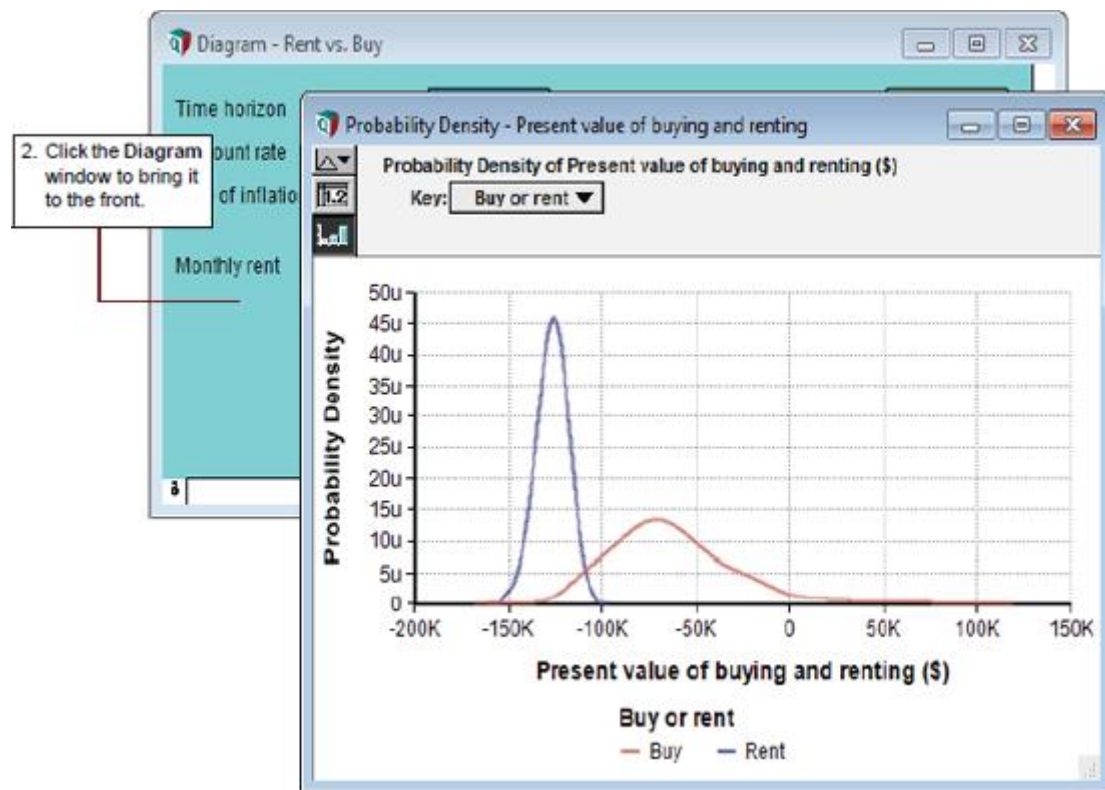 Diagram - Rent vs. Buy
Time horizon
2. Click the Diagram
window to bring it
to the front.
ount rate
of inflatio
Monthly rent
Probability Density - Present value of buying and renting
Probability Density of Present value of buying and renting ($)
Key: Buy or rent
1.2
Probability Density
50u
45u
40u
35u
30u
25u
20u
15u
10u
5u
0
-200K -150K -100K -50K 0 50K 100K 150K
Present value of buying and renting ($)
Buy or rent
Buy Rent